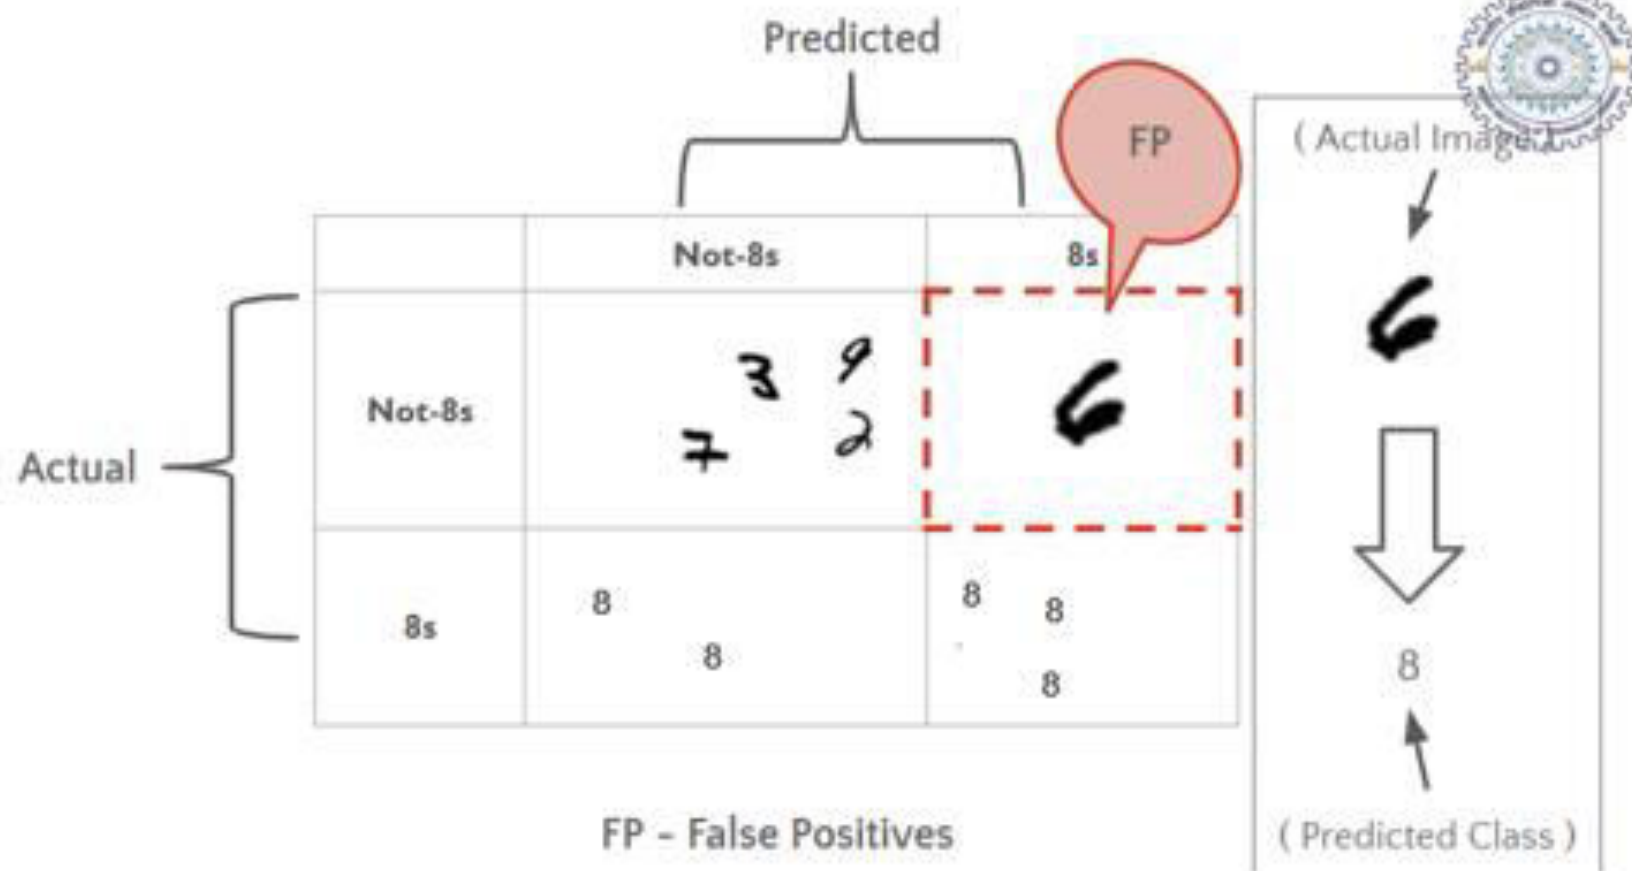 Predicted
FP
( Actual Image )
Not-8s 8s
3 9
6
6
Not-8s
7 2
Actual
8 8
8
8s
8
8
8
FP – False Positives
( Predicted Class )